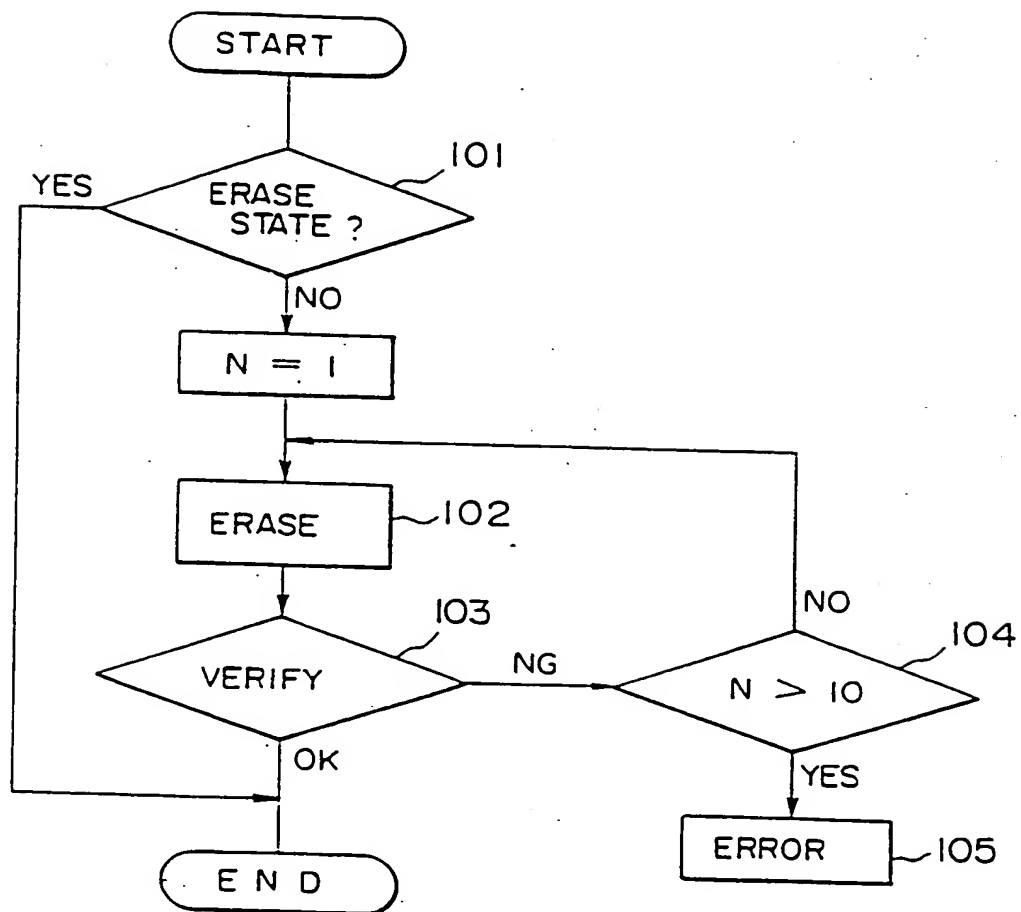 START
101
YES
ERASE
STATE ?
NO
N = 1
ERASE
102
103
NO
104
VERIFY
NG
N > 10
OK
YES
ERROR
105
END